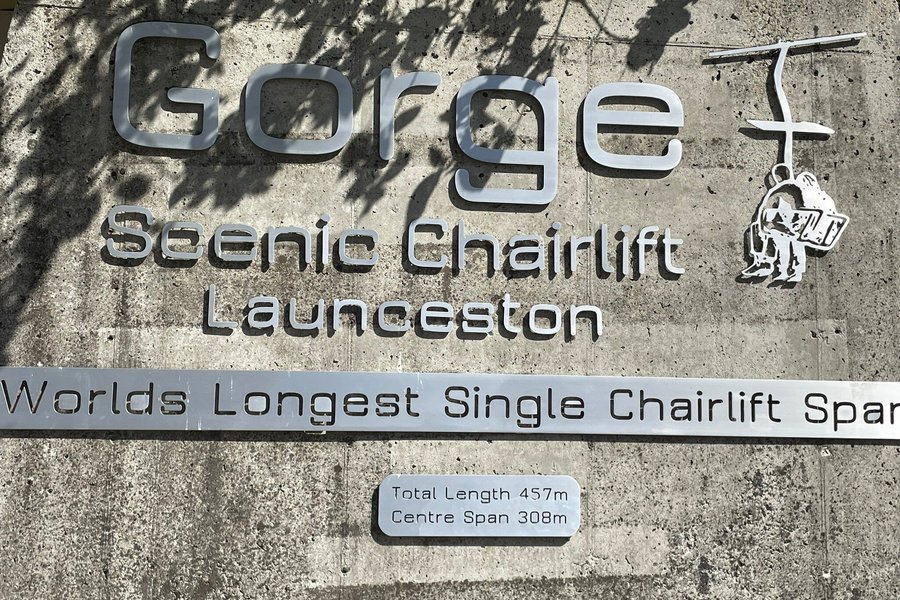 Gorge
Scenic Chairlift
Launceston
Worlds Longest Single Chairlift Span
Total Length 457m
Centre Span 308m